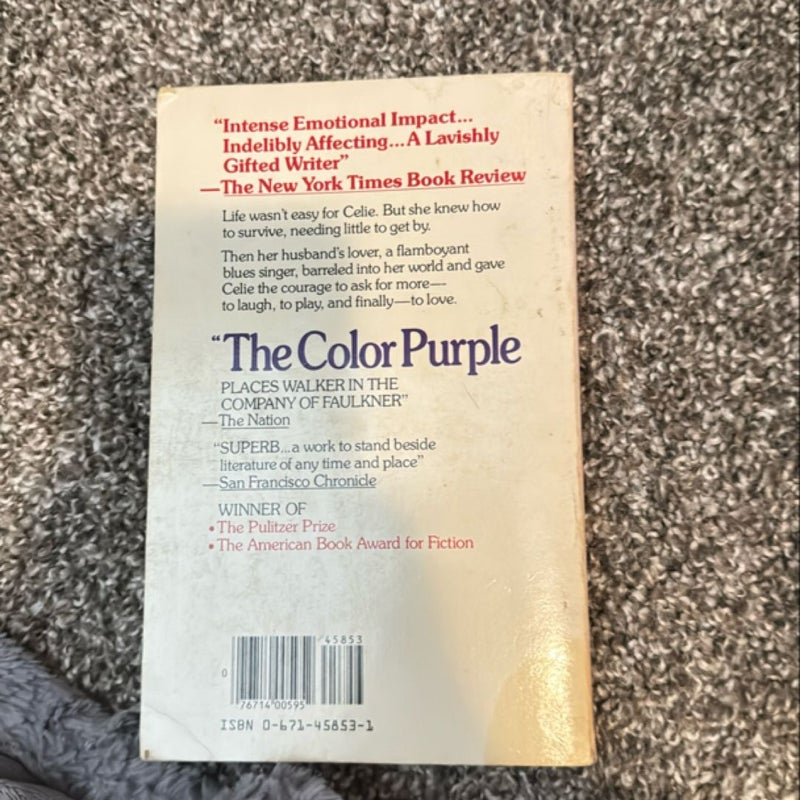 “Intense Emotional Impact...
Indelibly Affecting...A Lavishly
Gifted Writer”
—The New York Times Book Review
Life wasn't easy for Celie. But she knew how
to survive, needing little to get by.
Then her husband's lover, a flamboyant
blues singer, barreled into her world and gave
Celie the courage to ask for more—
to laugh, to play, and finally—to love.
“The Color Purple
PLACES WALKER IN THE
COMPANY OF FAULKNER”
—The Nation
“SUPERB...a work to stand beside
literature of any time and place”
—San Francisco Chronicle
WINNER OF
• The Pulitzer Prize
• The American Book Award for Fiction
45853
0
76714 00595
ISBN 0-671-45853-1